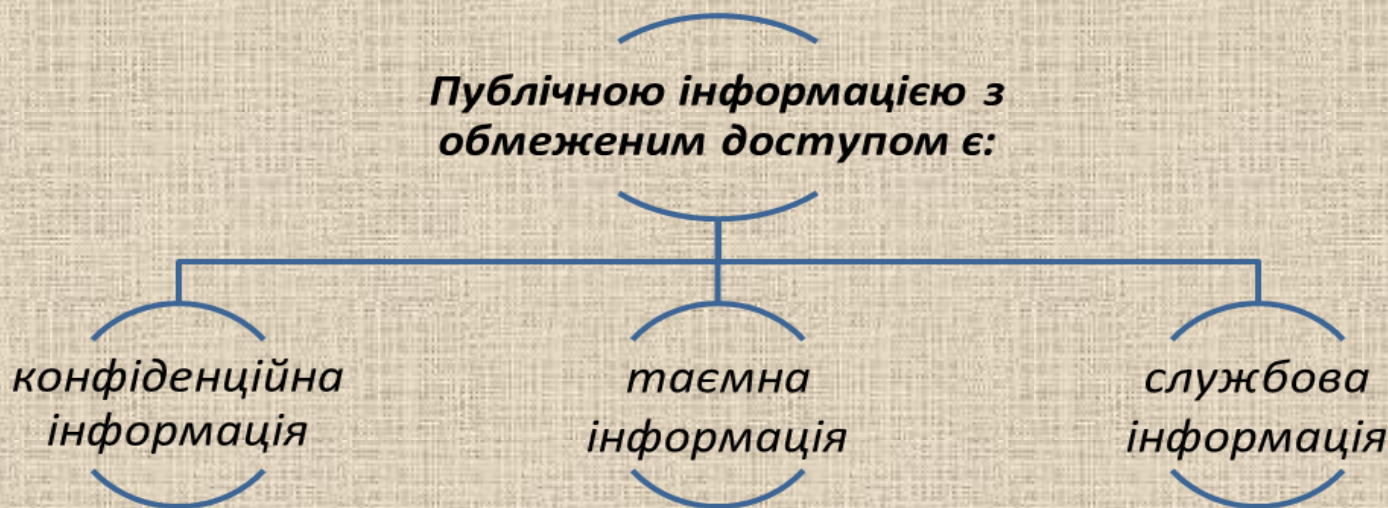 Публічною інформацією з
обмеженим доступом є:
конфіденційна
інформація
таємна
інформація
службова
інформація